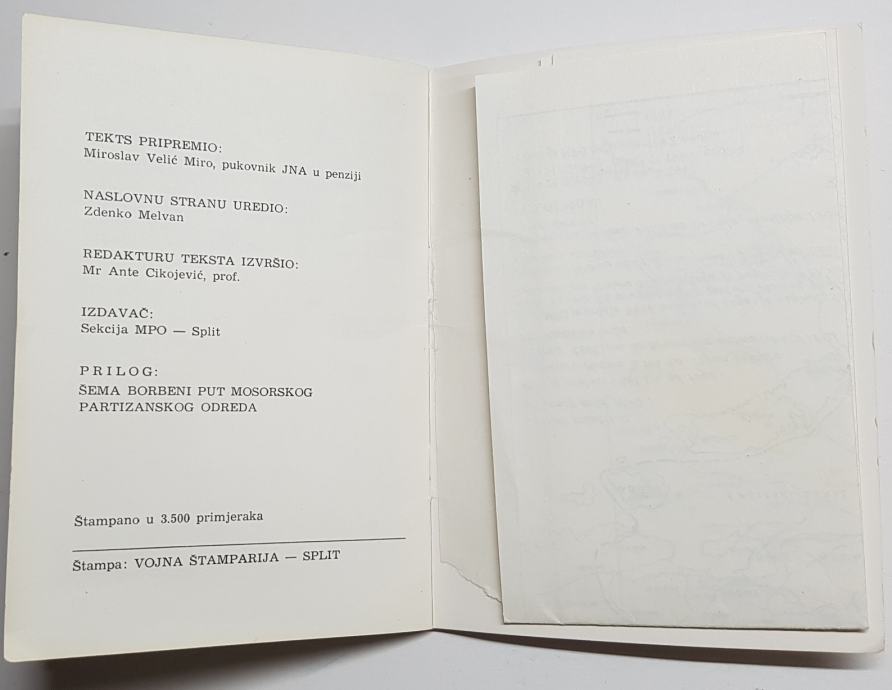 TEKTS PRIPREMIO:
Miroslav Velić Miro, pukovnik JNA u penziji
NASLOVNU STRANU UREDIO:
Zdenko Melvan
REDAKTURU TEKSTA IZVRŠIO:
Mr Ante Cikojević, prof.
IZDAVAČ:
Sekcija MPO — Split
PRILOG:
ŠEMA BORBENI PUT MOSORSKOG
PARTIZANSKOG ODREDA
Štampano u 3.500 primjeraka
Štampa: VOJNA ŠTAMPARIJA — SPLIT